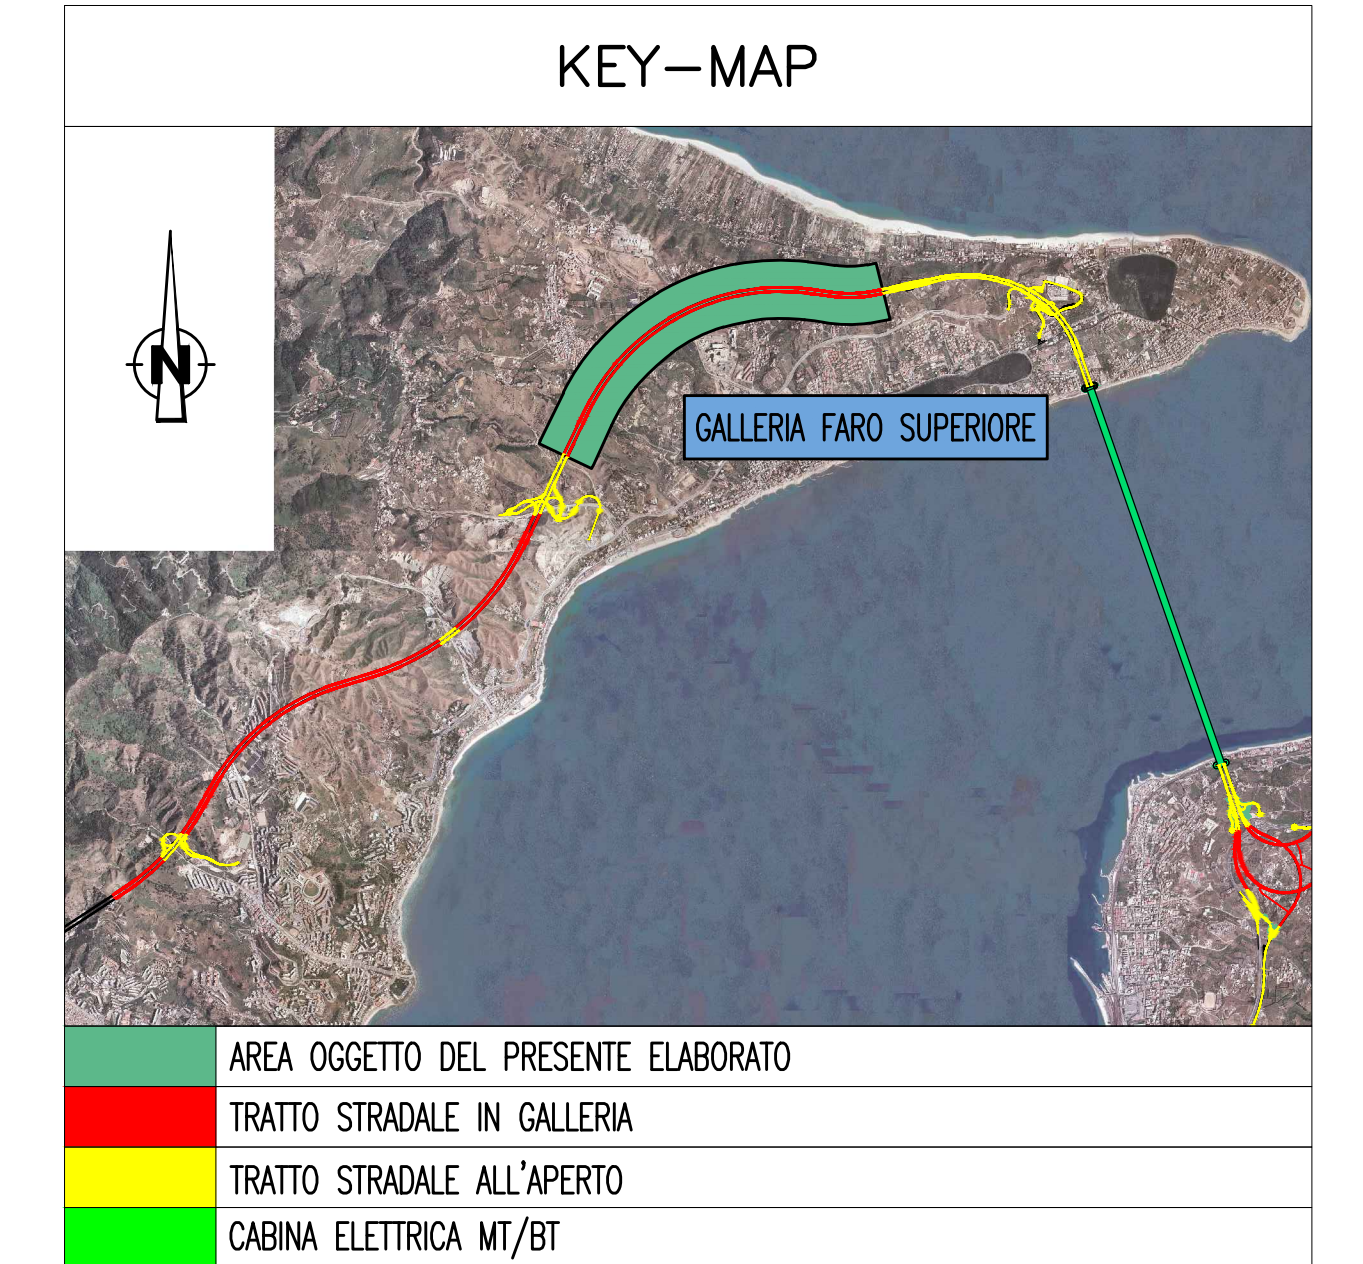 KEY-MAP
N
GALLERIA FARO SUPERIORE
AREA OGGETTO DEL PRESENTE ELABORATO
TRATTO STRADALE IN GALLERIA
TRATTO STRADALE ALL'APERTO
CABINA ELETTRICA MT/BT